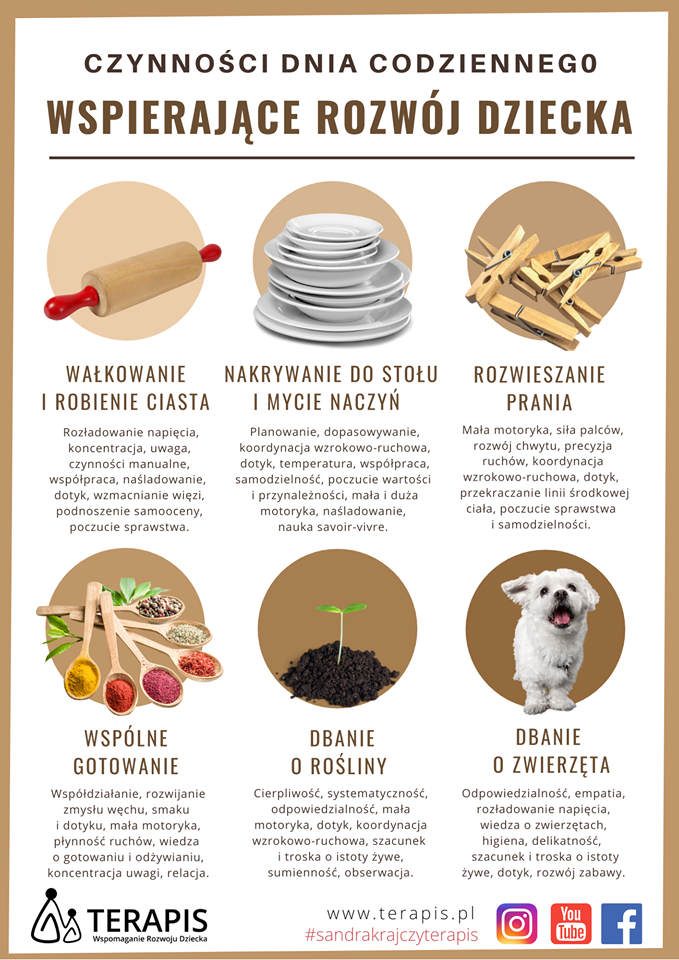 CZYNNOŚCI DNIA CODZIENNEGO
WSPIERAJĄCE ROZWÓJ DZIECKA
WAŁKOWANIE
I ROBIENIE CIASTA
Rozładowanie napięcia,
koncentracja, uwaga,
czynności manualne,
współpraca, naśladowanie,
dotyk, wzmacnianie więzi,
podnoszenie samooceny,
poczucie sprawstwa.
NAKRYWANIE DO STOŁU
I MYCIE NACZYŃ
Planowanie, dopasowywanie,
koordynacja wzrokowo-ruchowa,
dotyk, temperatura, współpraca,
samodzielność, poczucie wartości
i przynależności, mała i duża
motoryka, naśladowanie,
nauka savoir-vivre.
ROZWIESZANIE
PRANIA
Mała motoryka, siła palców,
rozwój chwytu, precyzja
ruchów, koordynacja
wzrokowo-ruchowa, dotyk,
przekraczanie linii środkowej
ciała, poczucie sprawstwa
i samodzielności.
WSPÓLNE
GOTOWANIE
Współdziałanie, rozwijanie
zmysłu węchu, smaku
i dotyku, mała motoryka,
płynność ruchów, wiedza
o gotowaniu i odżywianiu,
koncentracja uwagi, relacja.
DBANIE
O ROŚLINY
Cierpliwość, systematyczność,
odpowiedzialność, mała
motoryka, dotyk, koordynacja
wzrokowo-ruchowa, szacunek
i troska o istoty żywe,
sumienność, obserwacja.
DBANIE
O ZWIERZĘTA
Odpowiedzialność, empatia,
rozładowanie napięcia,
wiedza o zwierzętach,
higiena, delikatność,
szacunek i troska o istoty
żywe, dotyk, rozwój zabawy.
TERAPIS
Wspomaganie Rozwoju Dziecka
www.terapis.pl
#sandrakrajczyterapis
You
Tube